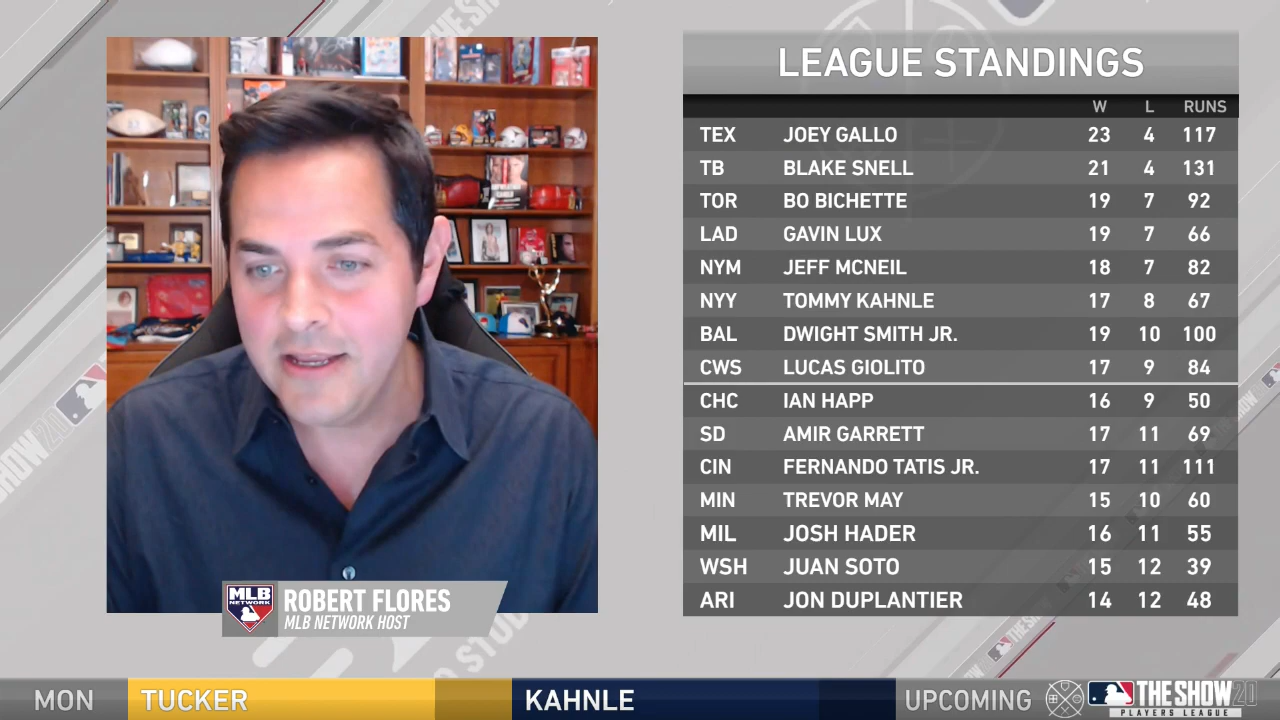 LEAGUE STANDINGS
W L RUNS
TEX JOEY GALLO 23 4 117
TB BLAKE SNELL 21 4 131
TOR BO BICHETTE 19 7 92
LAD GAVIN LUX 19 7 66
NYM JEFF MCNEIL 18 7 82
NYY TOMMY KAHNLE 17 8 67
BAL DWIGHT SMITH JR. 19 10 100
CWS LUCAS GIOLITO 17 9 84
CHC IAN HAPP 16 9 50
SD AMIR GARRETT 17 11 69
CIN FERNANDO TATIS JR. 17 11 111
MIN TREVOR MAY 15 10 60
MIL JOSH HADER 16 11 55
WSH JUAN SOTO 15 12 39
ARI JON DUPLANTIER 14 12 48
MLB
NETWORK
ROBERT FLORES
MLB NETWORK HOST
MON TUCKER KAHNLE UPCOMING
THE SHOW 20
PLAYERS LEAGUE